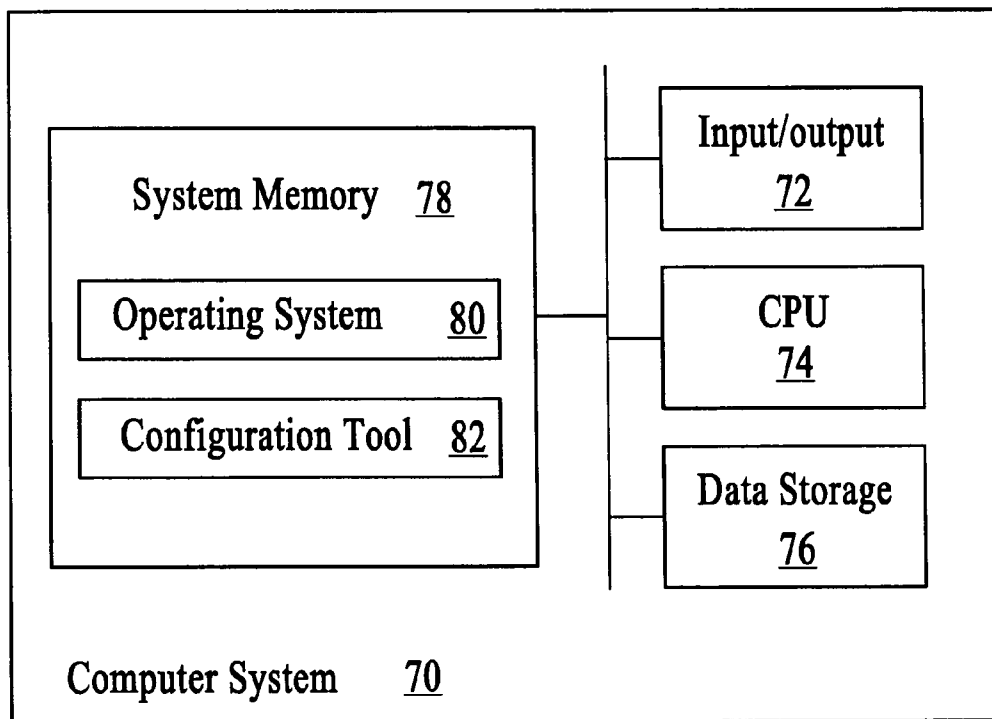 System Memory 78
Operating System 80
Configuration Tool 82
Input/output
72
CPU
74
Data Storage
76
Computer System 70